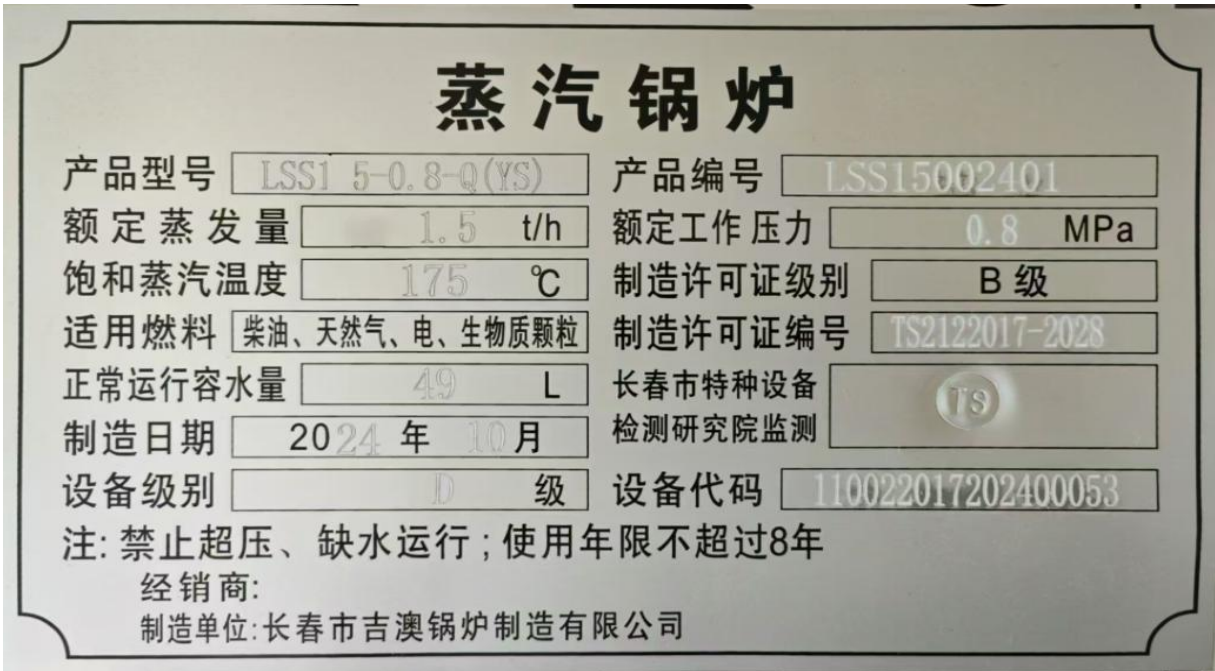 蒸汽锅炉
产品型号 LSS1 5-0.8-Q(YS) 产品编号 LSS15002401
额定蒸发量 1.5 t/h 额定工作压力 0.8 MPa
饱和蒸汽温度 175 ℃ 制造许可证级别 B级
适用燃料 柴油、天然气、电、生物质颗粒 制造许可证编号 TS2122017-2028
正常运行容水量 49 L 长春市特种设备
检测研究院监测 TS
制造日期 2024年 10月
设备级别 D 级 设备代码 110022017202400053
注:禁止超压、缺水运行;使用年限不超过8年
经销商:
制造单位:长春市吉澳锅炉制造有限公司